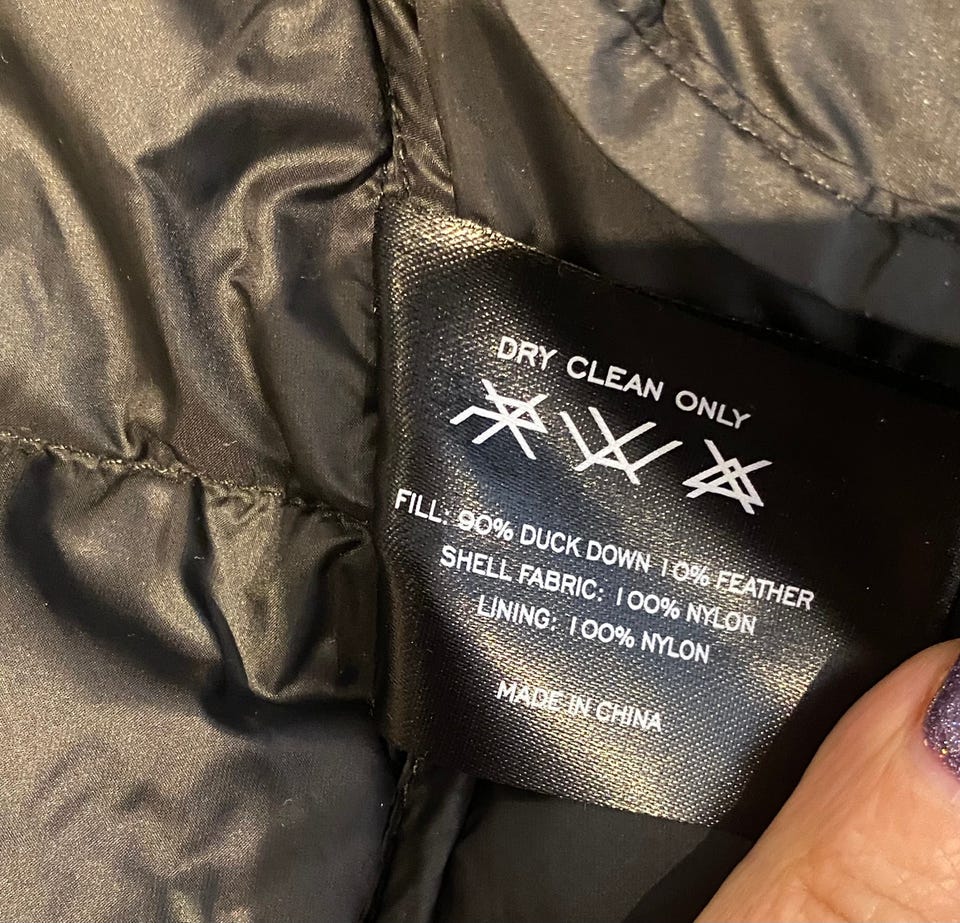 DRY CLEAN ONLY
FILL: 90% DUCK DOWN 10% FEATHER
SHELL FABRIC: 100% NYLON
LINING: 100% NYLON
MADE IN CHINA